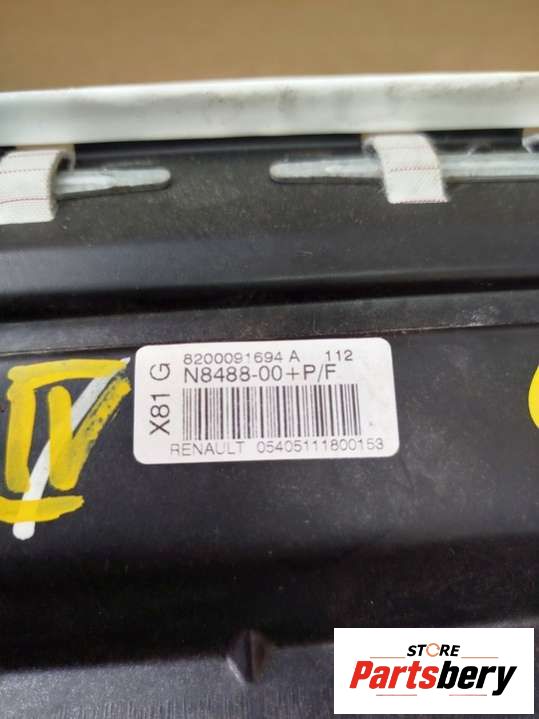 8200091694 A 112
X81 G
N8488-00+P/F
RENAULT 05405111800153
STORE
Partsbery